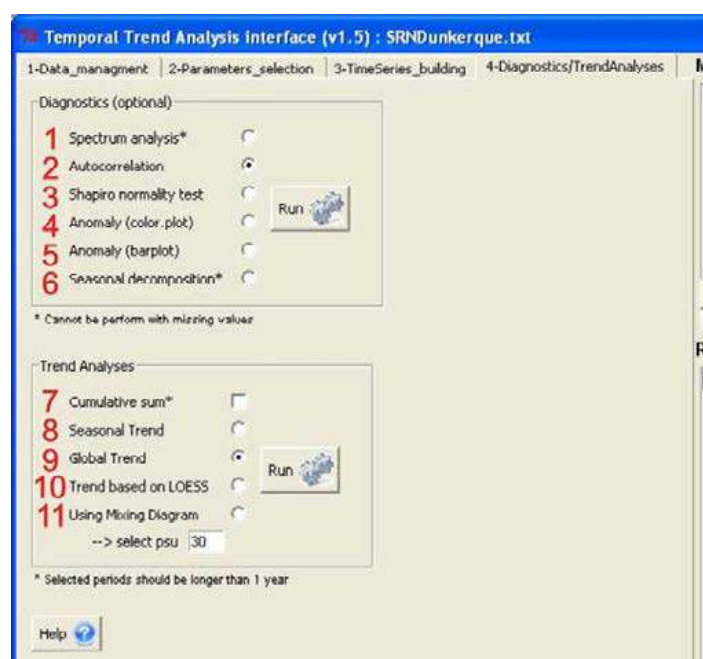 Temporal Trend Analysis interface (v1.5) : SRNDunkerque.txt
1-Data_managment 2-Parameters_selection 3-TimeSeries_building 4-Diagnostics/TrendAnalyses
Diagnostics (optional)
1 Spectrum analysis*
2 Autocorrelation
3 Shapiro normality test
Run
4 Anomaly (color.plot)
5 Anomaly (barplot)
6 Seasonal decomposition*
* Cannot be perform with missing values
Trend Analyses
7 Cumulative sum*
8 Seasonal Trend
9 Global Trend
Run
10 Trend based on LOESS
11 Using Mixing Diagram
--> select psu 30
* Selected periods should be longer than 1 year
Help ?